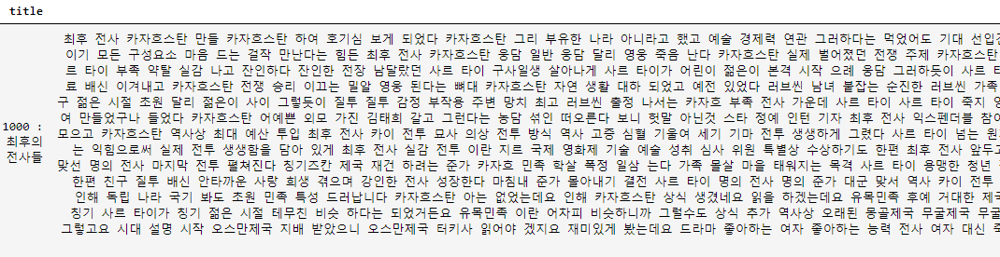 title
1000 :
최후의
전사들
최후 전사 카자흐스탄 만들 카자흐스탄 하여 호기심 보게 되었다 카자흐스탄 그리 부유한 나라 아니라고 했고 예술 경제력 연관 그러하다는 먹었어도 기대 선입견
이기 모든 구성요소 마음 드는 걸작 만난다는 힘든 최후 전사 카자흐스탄 웅담 일반 웅담 달리 영웅 죽음 난다 카자흐스탄 실제 벌어졌던 전쟁 주제 카자흐스탄
르 타이 부족 약탈 실감 나고 잔인하다 잔인한 전장 남달랐던 사르 타이 구사일생 살아나게 사르 타이가 어린이 젊은이 본격 시작 으레 웅담 그러하듯이 사르 타
료 배신 이겨내고 카자흐스탄 전쟁 승리 이끄는 밀알 영웅 된다는 뼈대 카자흐스탄 자연 생활 대하 되었고 예전 있었다 러브씬 남녀 붙잡는 순진한 러브씬 가족
구 젊은 시절 초원 달리 젊은이 사이 그렇듯이 질투 질투 감정 부작용 주변 망치 최고 러브씬 출정 나서는 카자흐 부족 전사 가운데 사르 타이 사르 타이 죽지 영
여 만들었구나 들었다 카자흐스탄 어예쁜 외모 가진 김태희 갈고 그런다는 농담 섞인 떠오른다 보니 헛말 아닌것 스타 정예 인턴 기자 최후 전사 익스펜더블 참여
모으고 카자흐스탄 역사상 최대 예산 투입 최후 전사 카이 전투 묘사 의상 전투 방식 역사 고증 심혈 기울여 세기 기마 전투 생생하게 그렸다 사르 타이 넘는 원
는 익힘으로써 실제 전투 생생함을 담아 있게 최후 전사 실감 전투 이란 지르 국제 영화제 기술 예술 성취 심사 위원 특별상 수상하기도 한편 최후 전사 앞두고
맞선 명의 전사 마지막 전투 펼쳐진다 칭기즈칸 제국 재건 하려는 준가 카자흐 민족 학살 폭정 일삼 는다 가족 몰살 마을 태워지는 목격 사르 타이 용맹한 청년
한편 친구 질투 배신 안타까운 사랑 희생 겪으며 강인한 전사 성장한다 마침내 준가 몰아내기 결전 사르 타이 명의 전사 명의 준가 대군 맞서 역사 카이 전투
인해 독립 나라 국기 봐도 초원 민족 특성 드러납니다 카자흐스탄 아는 없었는데요 인해 카자흐스탄 상식 생겼네요 읽을 하겠는데요 유목민족 후예 거대한 제국
칭기 사르 타이가 칭기 젊은 시절 테무친 비슷 하다는 되었거든요 유목민족 이란 어차피 비슷하니까 그럴수도 상식 추가 역사상 오래된 몽골제국 무굴제국 무굴
그렇고요 시대 설명 시작 오스만제국 지배 받았으니 오스만제국 터키사 읽어야 겠지요 재미있게 봤는데요 드라마 좋아하는 여자 좋아하는 능력 전사 여자 대신 죽